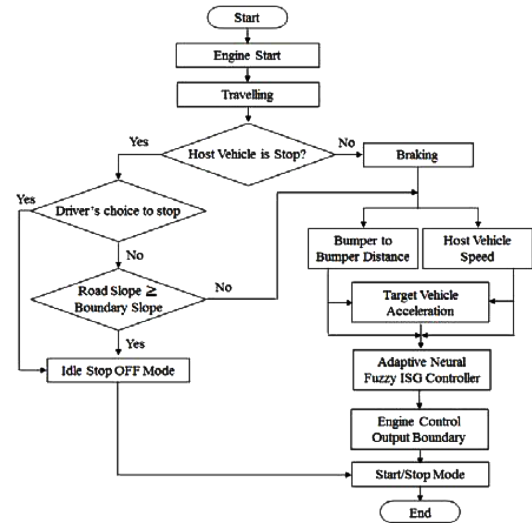 Start
Engine Start
Travelling
Yes
Host Vehicle is Stop?
No
Braking
Yes
Driver's choice to stop
No
Bumper to
Bumper Distance
Host Vehicle
Speed
Road Slope ≧
Boundary Slope
No
Target Vehicle
Acceleration
Yes
Idle Stop OFF Mode
Adaptive Neural
Fuzzy ISG Controller
Engine Control
Output Boundary
Start/Stop Mode
End